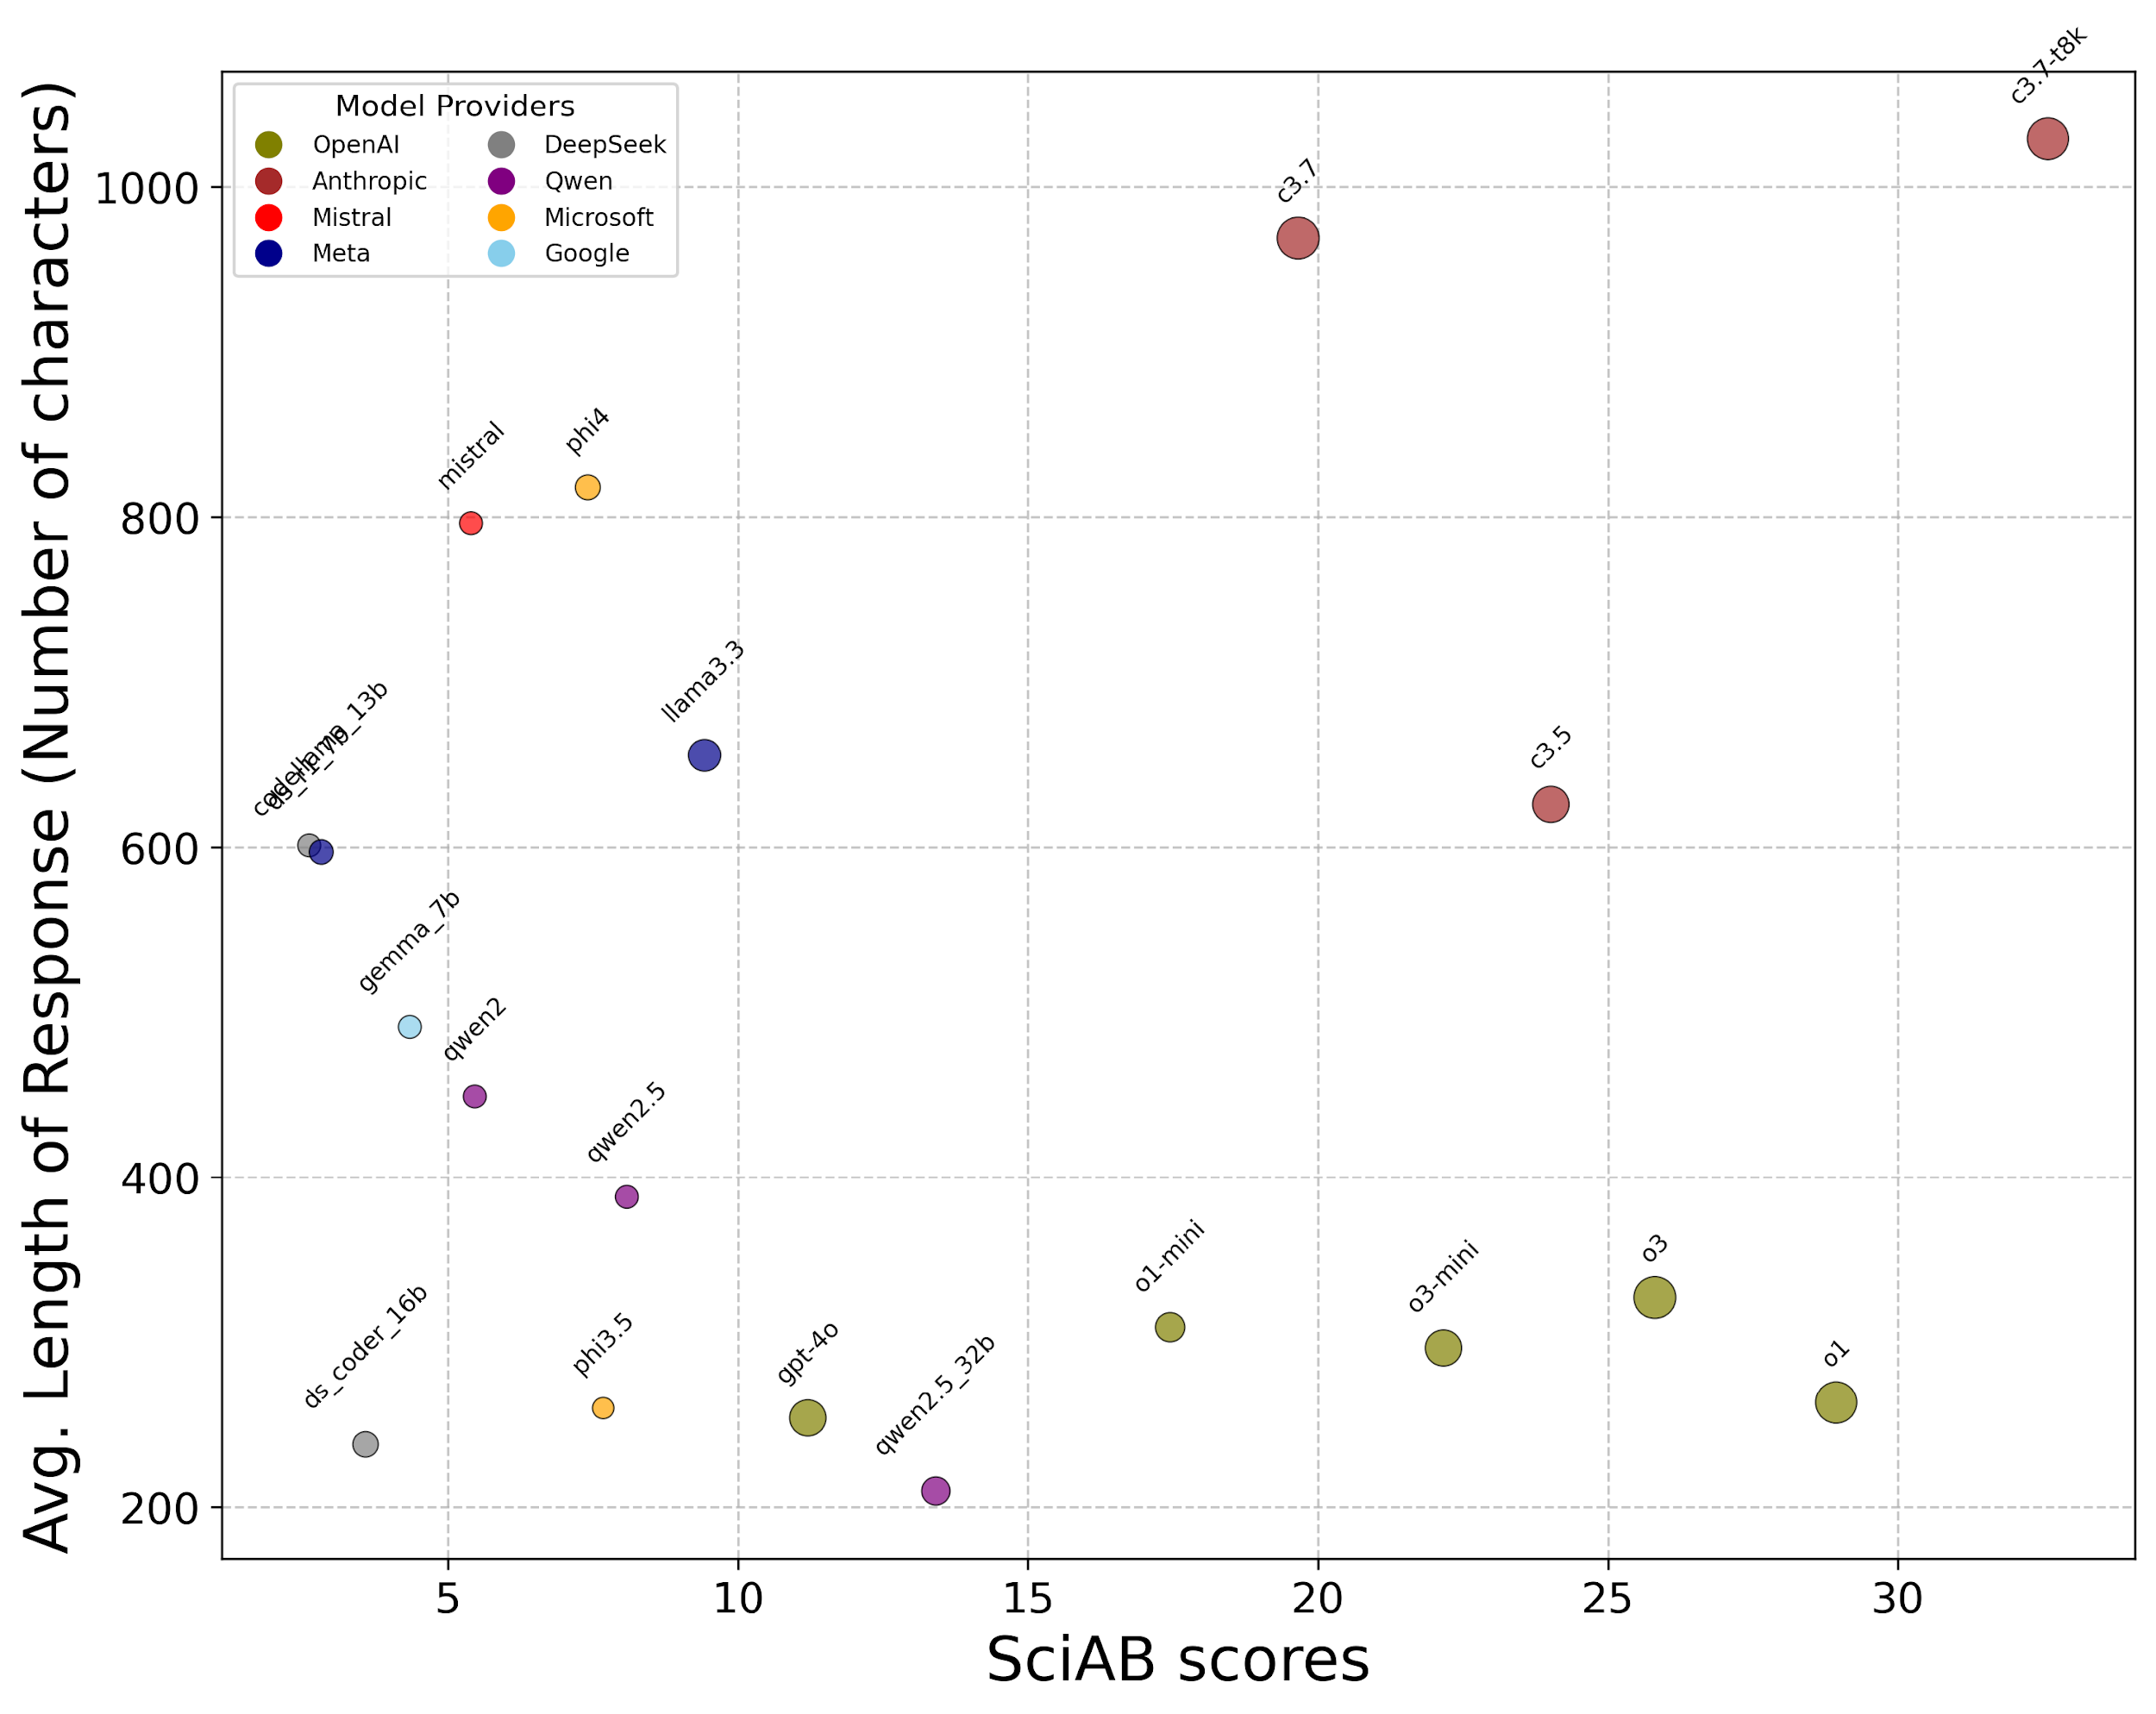 Avg. Length of Response (Number of characters)
1000
800
600
400
200
Model Providers
OpenAI
Anthropic
Mistral
Meta
DeepSeek
Qwen
Microsoft
Google
c3.7-t8k
c3.7
phi4
mistral
llama3.3
codellama_13b
ds_r1_7b
c3.5
gemma_7b
qwen2
qwen2.5
o1-mini
o3-mini
o3
o1
ds_coder_16b
phi3.5
gpt-4o
qwen2.5_32b
5
10
15
20
25
30
SciAB scores